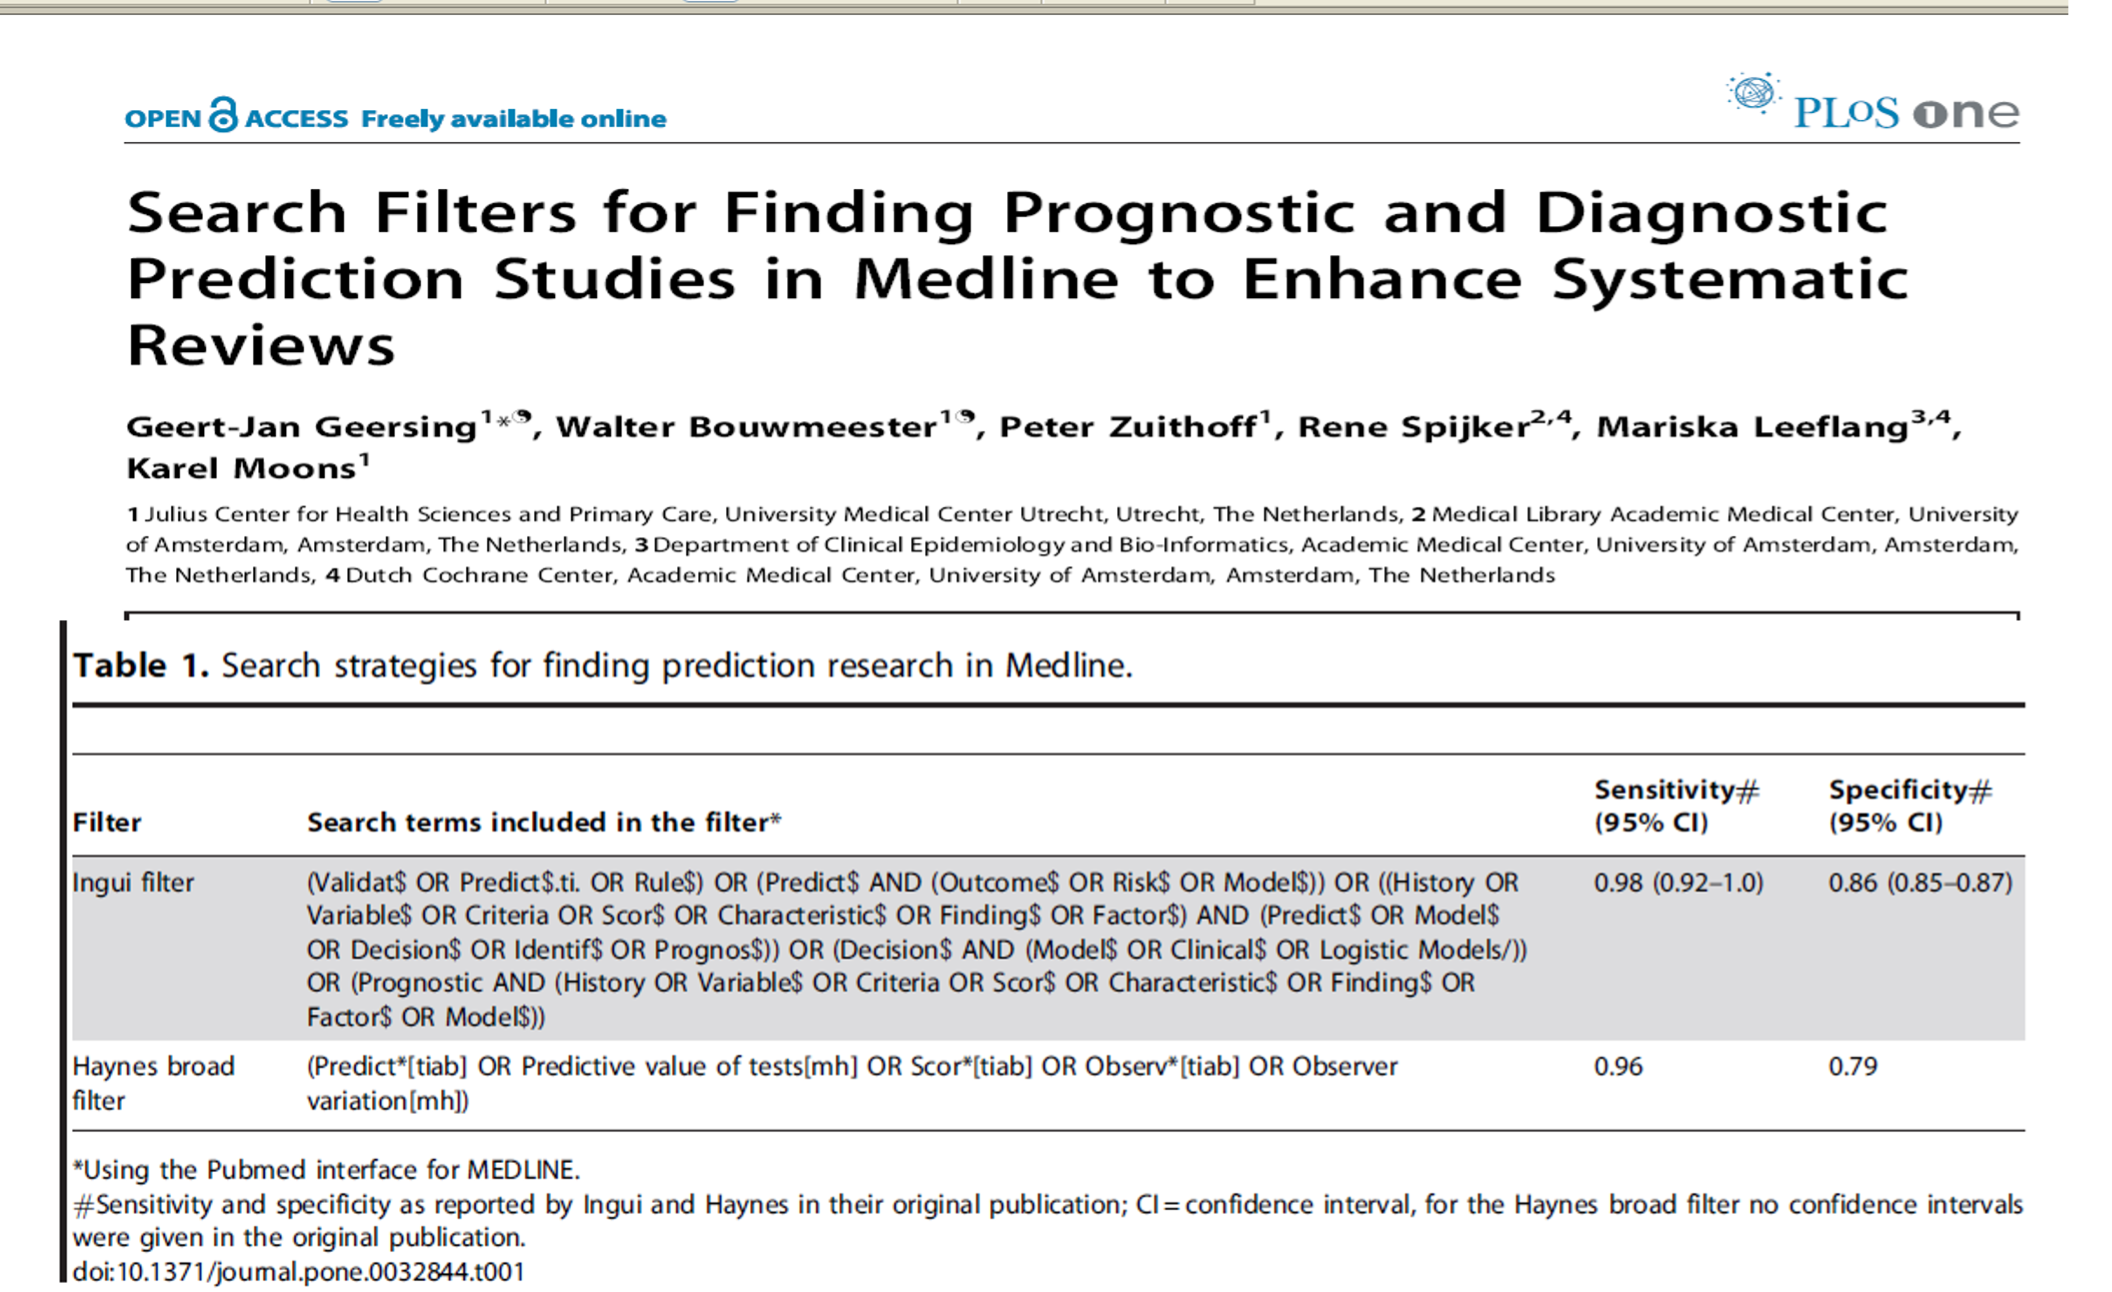 OPEN ACCESS Freely available online
PLoS one
Search Filters for Finding Prognostic and Diagnostic
Prediction Studies in Medline to Enhance Systematic
Reviews
Geert-Jan Geersing1*, Walter Bouwmeester1, Peter Zuithoff1, Rene Spijker2,4, Mariska Leeflang3,4,
Karel Moons1
1 Julius Center for Health Sciences and Primary Care, University Medical Center Utrecht, Utrecht, The Netherlands, 2 Medical Library Academic Medical Center, University
of Amsterdam, Amsterdam, The Netherlands, 3 Department of Clinical Epidemiology and Bio-Informatics, Academic Medical Center, University of Amsterdam, Amsterdam,
The Netherlands, 4 Dutch Cochrane Center, Academic Medical Center, University of Amsterdam, Amsterdam, The Netherlands
Table 1. Search strategies for finding prediction research in Medline.
Filter
Search terms included in the filter*
Sensitivity#
(95% CI)
Specificity#
(95% CI)
Ingui filter
(Validat$ OR Predict$.ti. OR Rule$) OR (Predict$ AND (Outcome$ OR Risk$ OR Model$)) OR ((History OR
Variable$ OR Criteria OR Scor$ OR Characteristic$ OR Finding$ OR Factor$) AND (Predict$ OR Model$
OR Decision$ OR Identif$ OR Prognos$)) OR (Decision$ AND (Model$ OR Clinical$ OR Logistic Models/))
OR (Prognostic AND (History OR Variable$ OR Criteria OR Scor$ OR Characteristic$ OR Finding$ OR
Factor$ OR Model$))
0.98 (0.92–1.0)
0.86 (0.85–0.87)
Haynes broad
filter
(Predict*[tiab] OR Predictive value of tests[mh] OR Scor*[tiab] OR Observ*[tiab] OR Observer
variation[mh])
0.96
0.79
*Using the Pubmed interface for MEDLINE.
#Sensitivity and specificity as reported by Ingui and Haynes in their original publication; CI = confidence interval, for the Haynes broad filter no confidence intervals
were given in the original publication.
doi:10.1371/journal.pone.0032844.t001